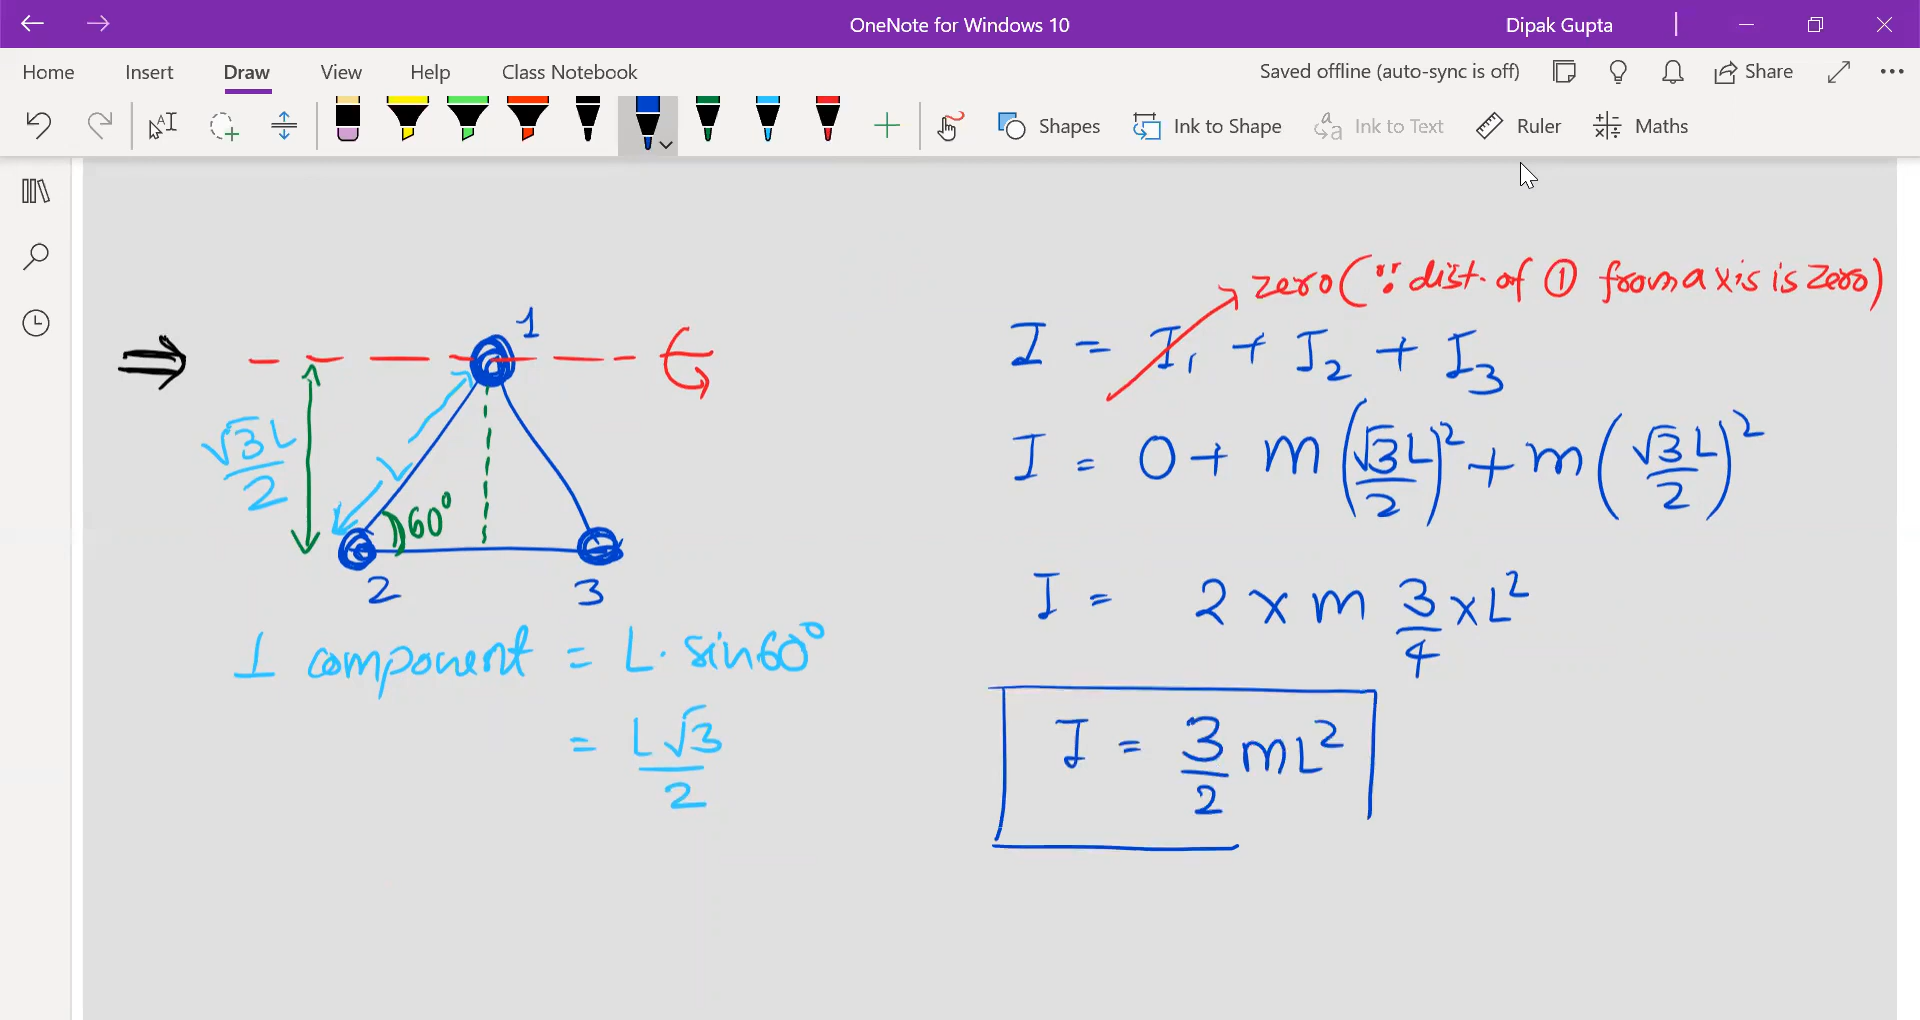 OneNote for Windows 10
Dipak Gupta
Home Insert Draw View Help Class Notebook
Saved offline (auto-sync is off) Share
Shapes Ink to Shape Ink to Text Ruler Maths
zero (∵ dist. of ① from axis is zero)
1
I = I₁ + I₂ + I₃
√3L/2
L
60°
I = 0 + m(√3L/2)² + m(√3L/2)²
2 3
I = 2 × m 3/4 × L²
⊥ component = L · sin60°
= L√3/2
I = 3/2 mL²